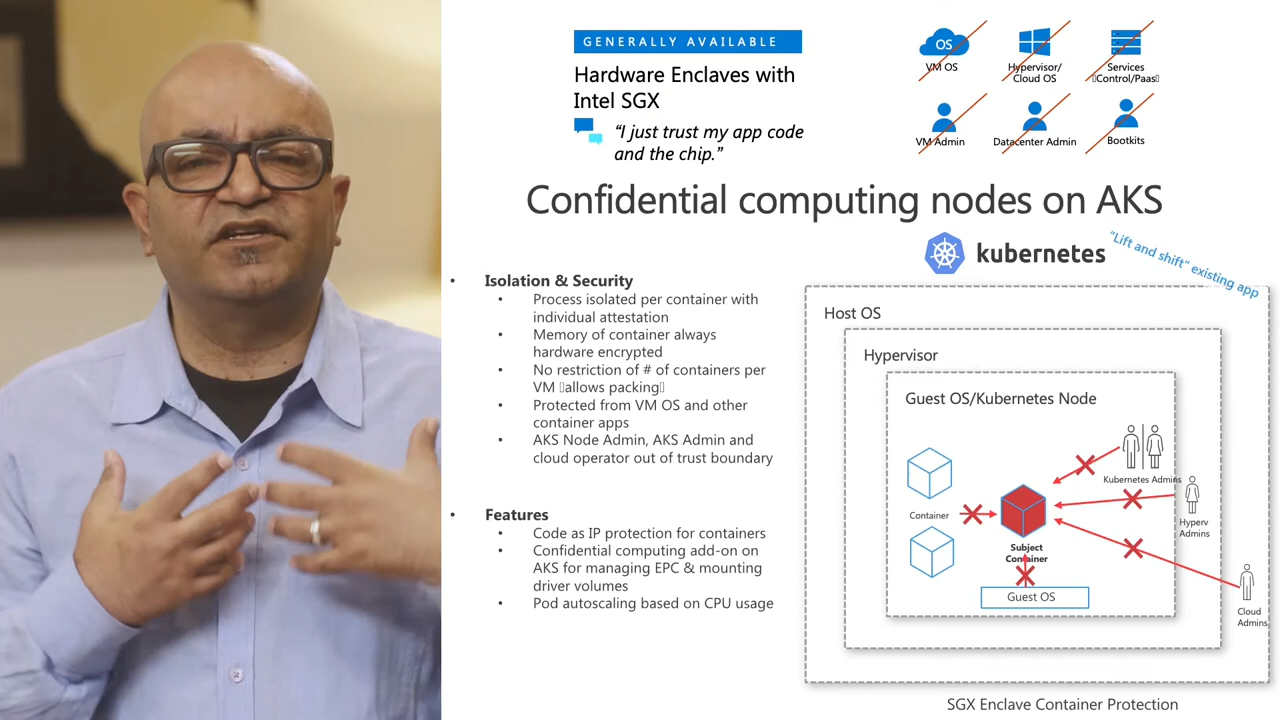 GENERALLY AVAILABLE
Hardware Enclaves with
Intel SGX
“I just trust my app code
and the chip.”
OS
VM OS
Hypervisor/
Cloud OS
Services
▯Control/PaaS▯
VM Admin
Datacenter Admin
Bootkits
Confidential computing nodes on AKS
kubernetes
"Lift and shift" existing app
• Isolation & Security
• Process isolated per container with
individual attestation
• Memory of container always
hardware encrypted
• No restriction of # of containers per
VM ▯allows packing▯
• Protected from VM OS and other
container apps
• AKS Node Admin, AKS Admin and
cloud operator out of trust boundary
• Features
• Code as IP protection for containers
• Confidential computing add-on on
AKS for managing EPC & mounting
driver volumes
• Pod autoscaling based on CPU usage
Host OS
Hypervisor
Guest OS/Kubernetes Node
Kubernetes Admins
Container
Hyperv
Admins
Subject
Container
Guest OS
Cloud
Admins
SGX Enclave Container Protection